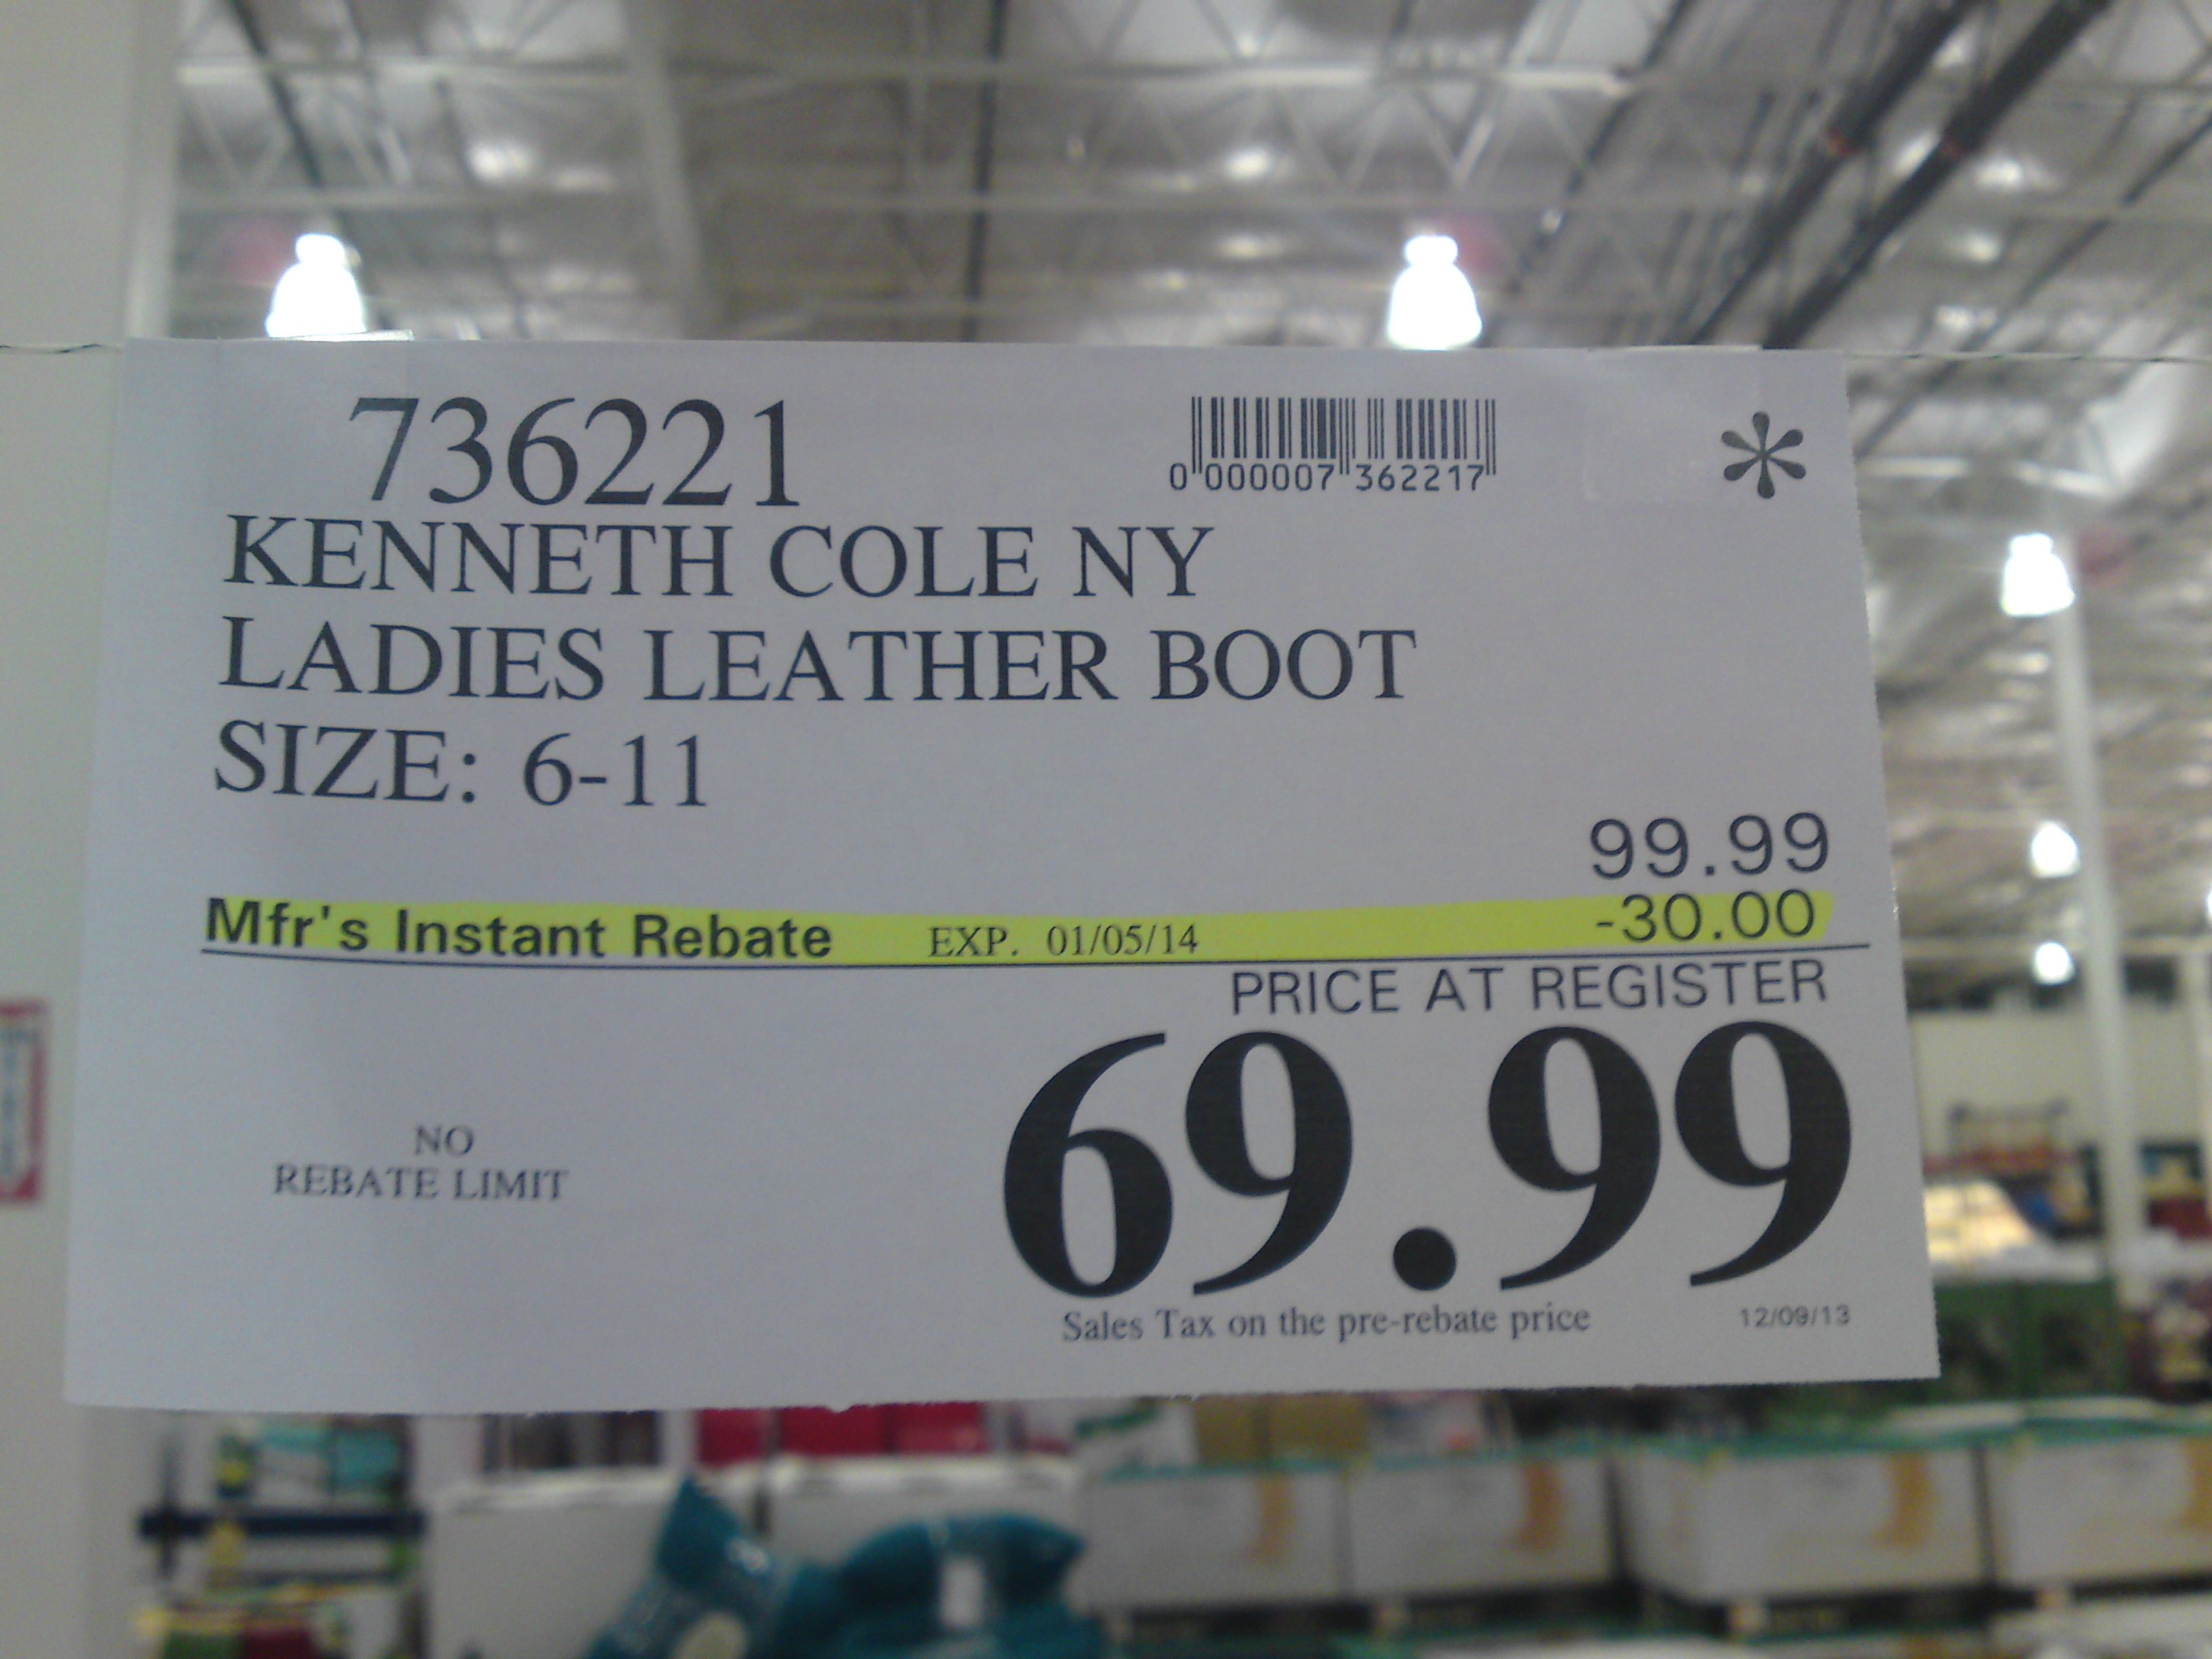 736221
0 000007 362217
*
KENNETH COLE NY
LADIES LEATHER BOOT
SIZE: 6-11
99.99
Mfr's Instant Rebate EXP. 01/05/14 -30.00
PRICE AT REGISTER
69.99
NO
REBATE LIMIT
Sales Tax on the pre-rebate price 12/09/13